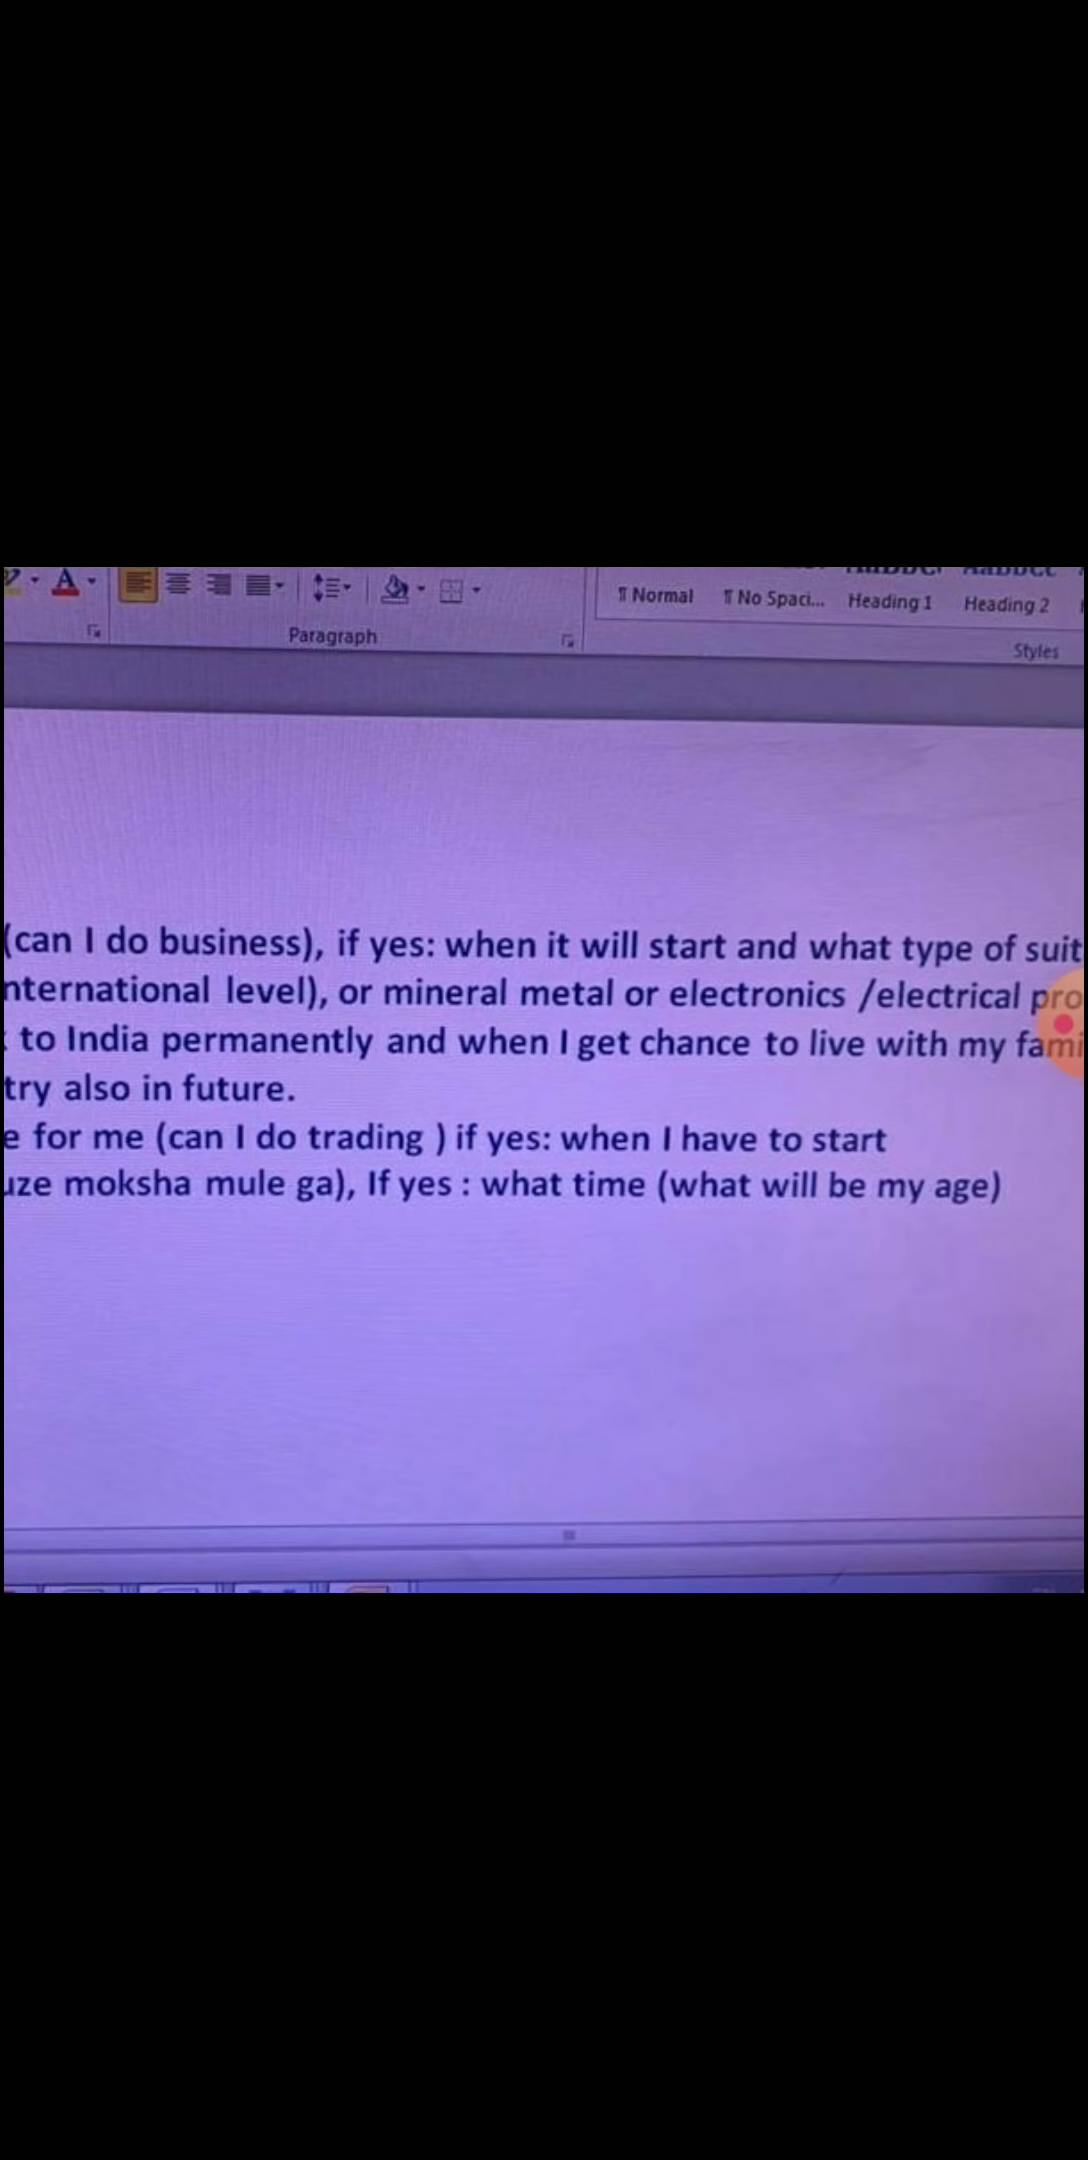 A
Paragraph
¶ Normal
¶ No Spaci...
Heading 1
Heading 2
Styles
(can I do business), if yes: when it will start and what type of suit
nternational level), or mineral metal or electronics /electrical pro
to India permanently and when I get chance to live with my fami
try also in future.
e for me (can I do trading ) if yes: when I have to start
uze moksha mule ga), If yes : what time (what will be my age)